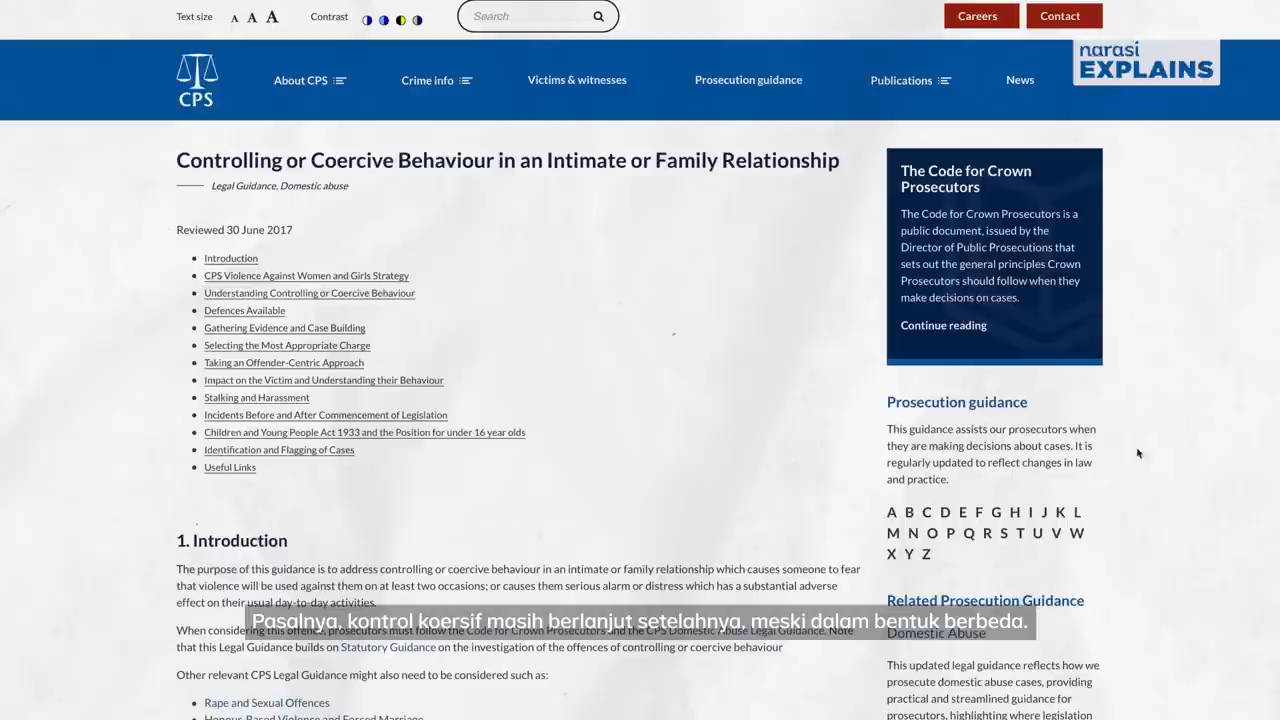 Text size A A A Contrast
Search
Careers
Contact
narasi
EXPLAINS
CPS
About CPS
Crime info
Victims & witnesses
Prosecution guidance
Publications
News
Controlling or Coercive Behaviour in an Intimate or Family Relationship
Legal Guidance, Domestic abuse
Reviewed 30 June 2017
Introduction
CPS Violence Against Women and Girls Strategy
Understanding Controlling or Coercive Behaviour
Defences Available
Gathering Evidence and Case Building
Selecting the Most Appropriate Charge
Taking an Offender-Centric Approach
Impact on the Victim and Understanding their Behaviour
Stalking and Harassment
Incidents Before and After Commencement of Legislation
Children and Young People Act 1933 and the Position for under 16 year olds
Identification and Flagging of Cases
Useful Links
1. Introduction
The purpose of this guidance is to address controlling or coercive behaviour in an intimate or family relationship which causes someone to fear
that violence will be used against them on at least two occasions; or causes them serious alarm or distress which has a substantial adverse
effect on their usual day-to-day activities.
When considering this offence, prosecutors must follow the Code for Crown Prosecutors and the CPS Domestic Abuse Legal Guidance. Note
that this Legal Guidance builds on Statutory Guidance on the investigation of the offences of controlling or coercive behaviour
Other relevant CPS Legal Guidance might also need to be considered such as:
Rape and Sexual Offences
Honour-Based Violence and Forced Marriage
The Code for Crown
Prosecutors
The Code for Crown Prosecutors is a
public document, issued by the
Director of Public Prosecutions that
sets out the general principles Crown
Prosecutors should follow when they
make decisions on cases.
Continue reading
Prosecution guidance
This guidance assists our prosecutors when
they are making decisions about cases. It is
regularly updated to reflect changes in law
and practice.
A B C D E F G H I J K L
M N O P Q R S T U V W
X Y Z
Related Prosecution Guidance
Domestic Abuse
This updated legal guidance reflects how we
prosecute domestic abuse cases, providing
practical and streamlined guidance for
prosecutors, highlighting where legislation
Pasalnya, kontrol koersif masih berlanjut setelahnya, meski dalam bentuk berbeda.